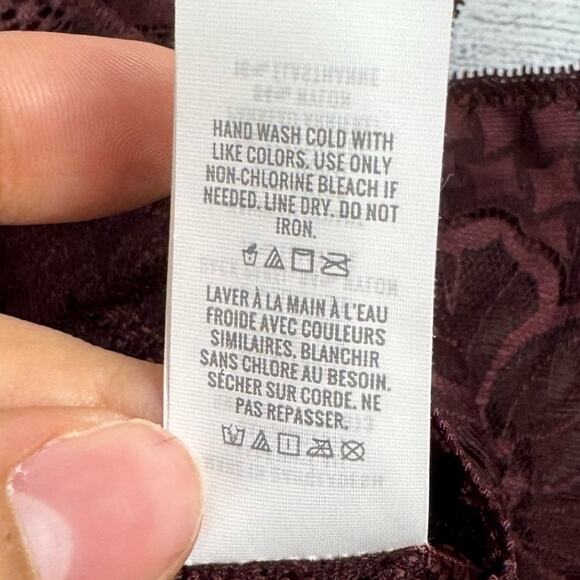 HAND WASH COLD WITH
LIKE COLORS. USE ONLY
NON-CHLORINE BLEACH IF
NEEDED. LINE DRY. DO NOT
IRON.
LAVER À LA MAIN À L'EAU
FROIDE AVEC COULEURS
SIMILAIRES. BLANCHIR
SANS CHLORE AU BESOIN.
SÉCHER SUR CORDE. NE
PAS REPASSER.